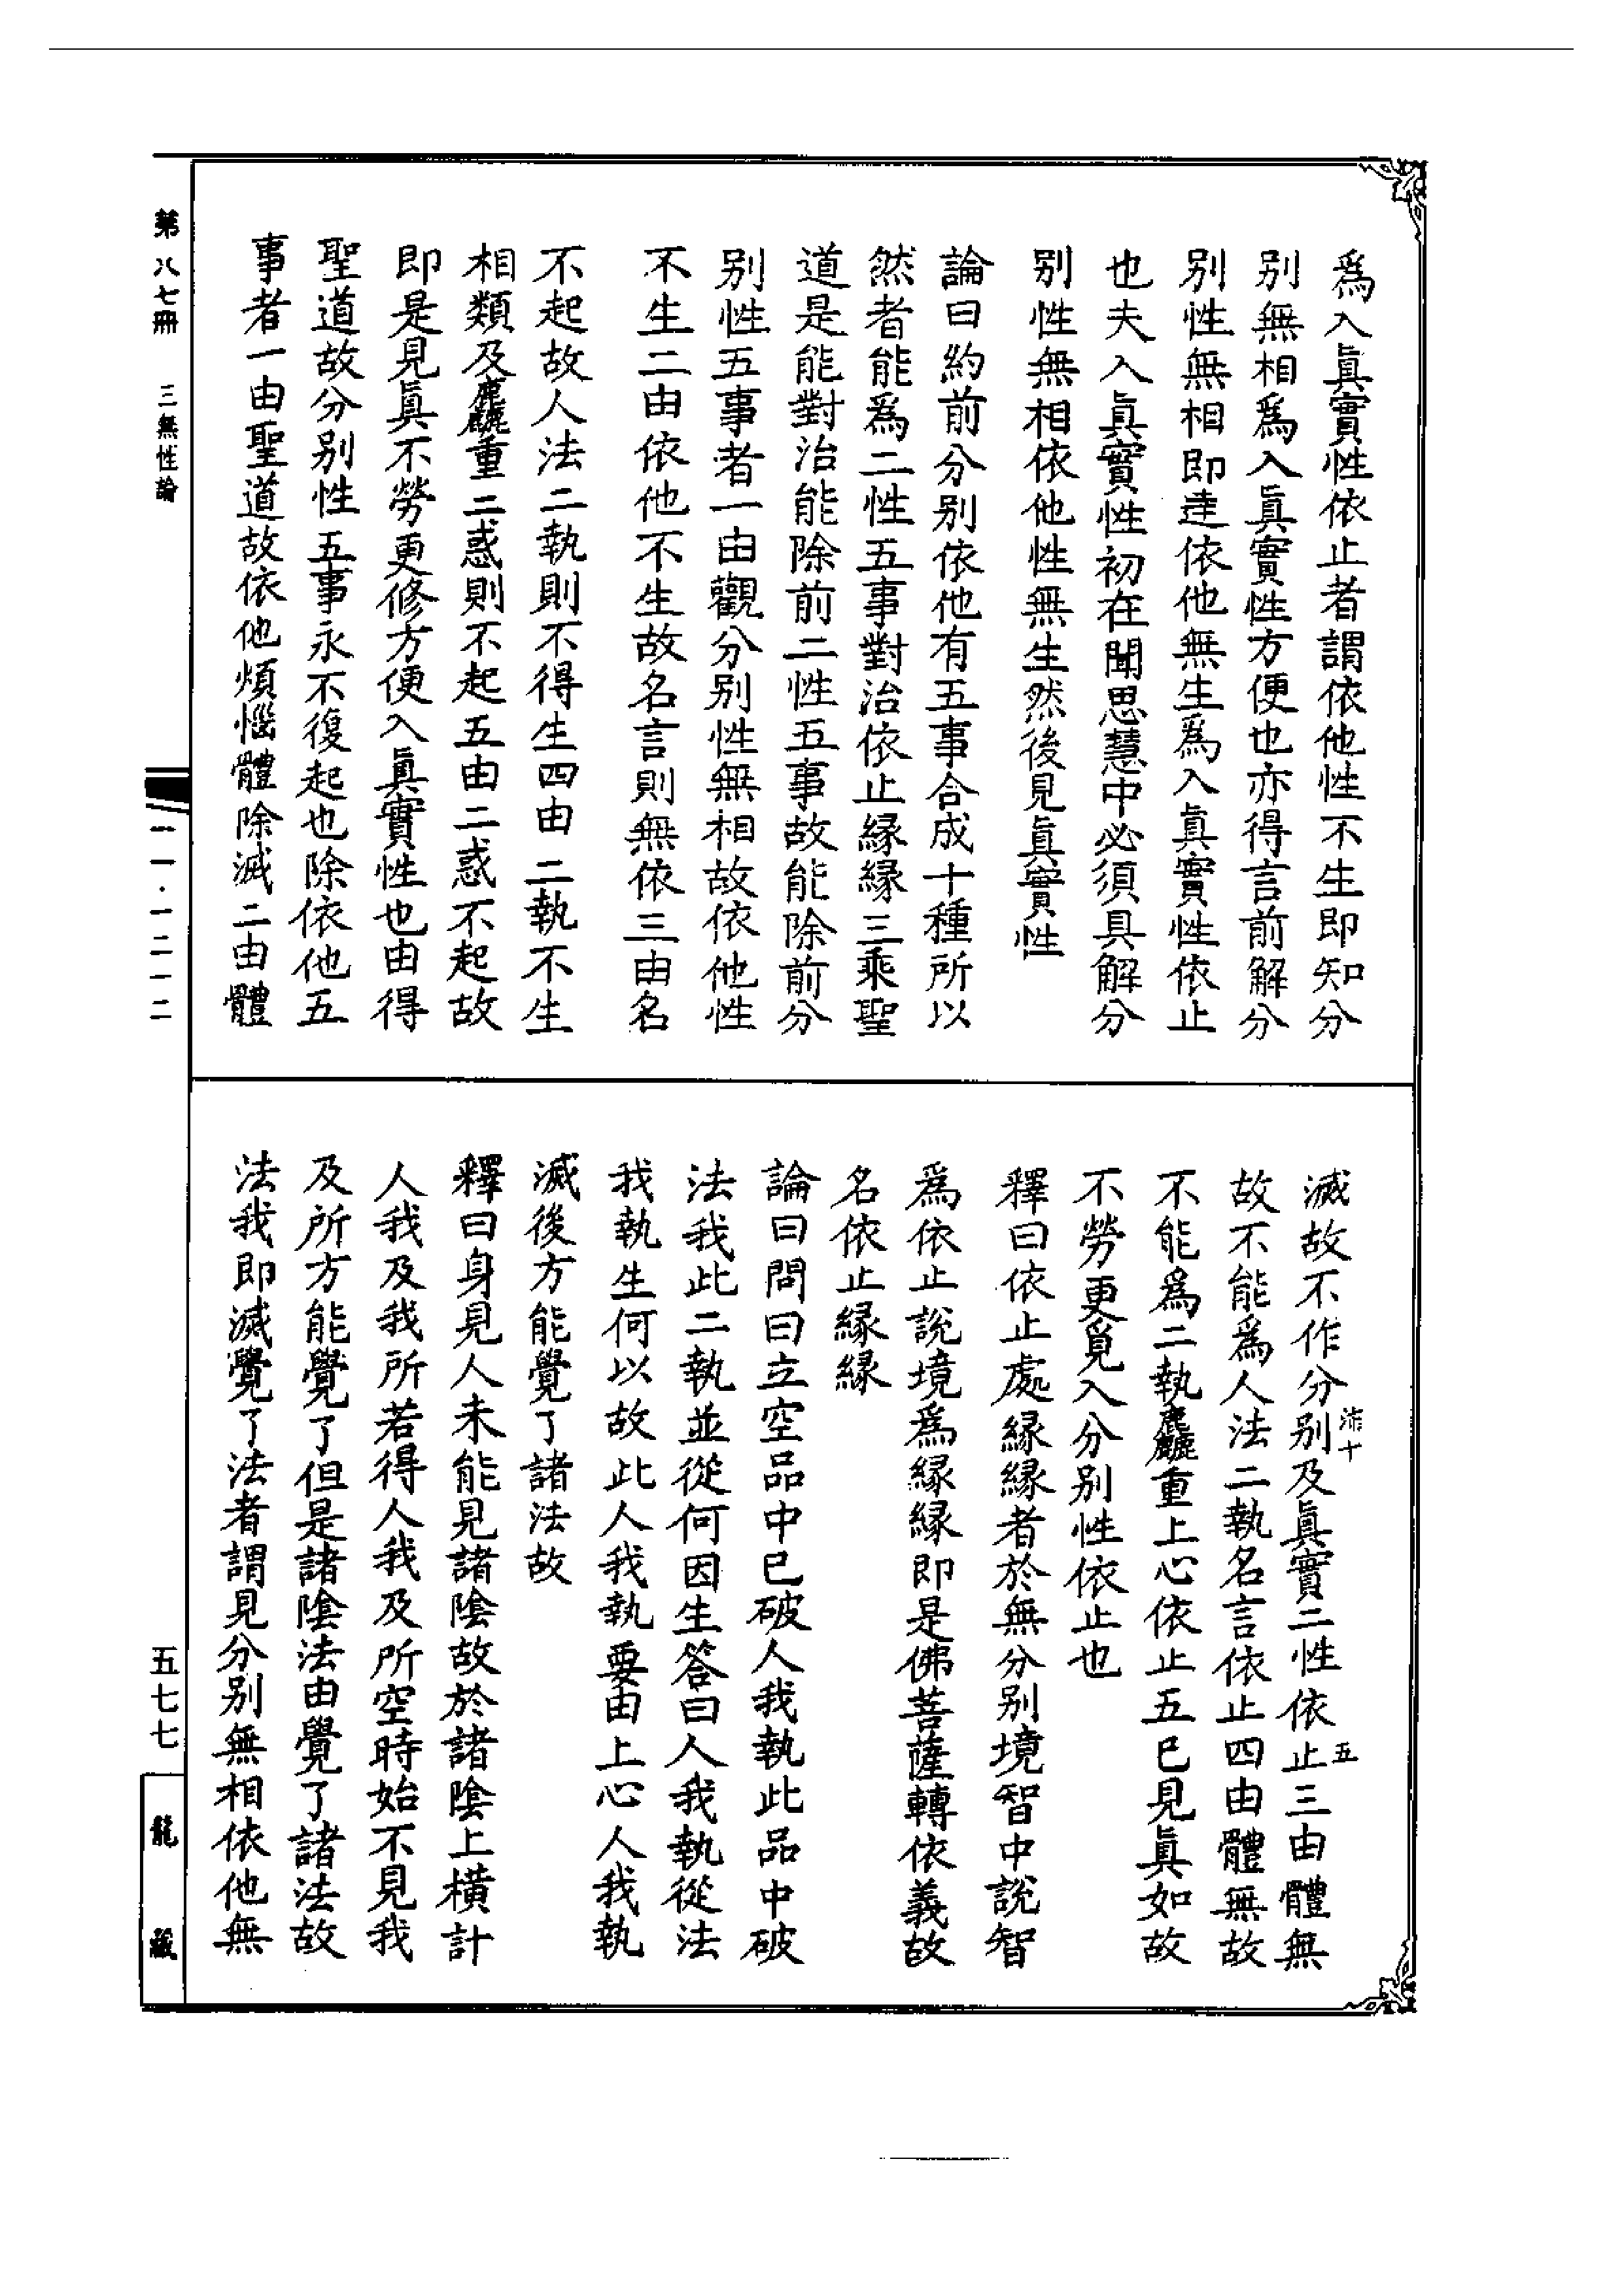 爲入眞實性依止者謂依他性不生即知分
別無相爲入眞實性方便也亦得言前解分
別性無相即達依他無生爲入眞實性依止
也夫入眞實性初在聞思慧中必須具解分
別性無相依他性無生然後見眞實性
論曰約前分別依他有五事合成十種所以
然者能爲二性五事對治依止緣緣三乘聖
道是能對治能除前二性五事故能除前分
別性五事者一由觀分別性無相故依他性
不生二由依他不生故名言則無依三由名
不起故人法二執則不得生四由二執不生
相類及麤重二惑則不起五由二惑不起故
即是見眞不勞更修方便入眞實性也由得
聖道故分別性五事永不復起也除依他五
事者一由聖道故依他煩惱體除滅二由體
滅故不作分別及眞實二性依止三由體無
故不能爲人法二執名言依止四由體無故
不能爲二執麤重上心依止五已見眞如故
不勞更覓入分別性依止也
釋曰依止處緣緣者於無分別境智中說智
爲依止說境爲緣緣即是佛菩薩轉依義故
名依止緣緣
論曰問曰立空品中已破人我執此品中破
法我此二執並從何因生答曰人我執從法
我執生何以故此人我執要由上心人我執
滅後方能覺了諸法故
釋曰身見人未能見諸陰故於諸陰上橫計
人我及我所若得人我及所空時始不見我
及所方能覺了但是諸陰法由覺了諸法故
法我即滅覺了法者謂見分別無相依他無
沛十
五
第八七冊 三無性論
二一·一二一二
五七七
龍藏